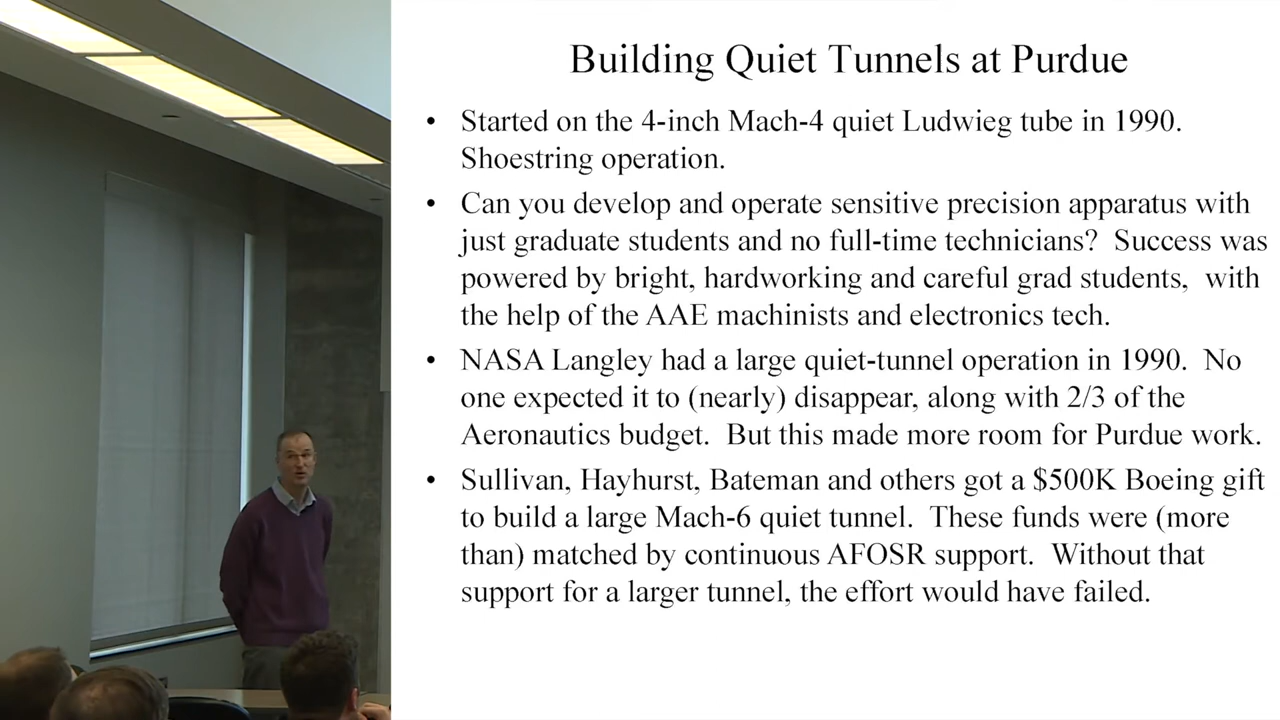 Building Quiet Tunnels at Purdue
• Started on the 4-inch Mach-4 quiet Ludwieg tube in 1990.
Shoestring operation.
• Can you develop and operate sensitive precision apparatus with
just graduate students and no full-time technicians? Success was
powered by bright, hardworking and careful grad students, with
the help of the AAE machinists and electronics tech.
• NASA Langley had a large quiet-tunnel operation in 1990. No
one expected it to (nearly) disappear, along with 2/3 of the
Aeronautics budget. But this made more room for Purdue work.
• Sullivan, Hayhurst, Bateman and others got a $500K Boeing gift
to build a large Mach-6 quiet tunnel. These funds were (more
than) matched by continuous AFOSR support. Without that
support for a larger tunnel, the effort would have failed.